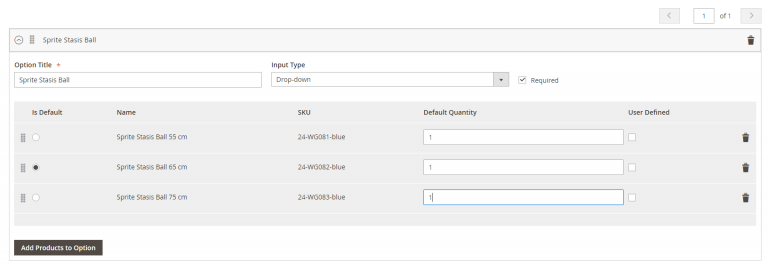 1 of 1
Sprite Stasis Ball
Option Title * Input Type
Sprite Stasis Ball Drop-down Required
Is Default Name SKU Default Quantity User Defined
Sprite Stasis Ball 55 cm 24-WG081-blue 1
Sprite Stasis Ball 65 cm 24-WG082-blue 1
Sprite Stasis Ball 75 cm 24-WG083-blue 1
Add Products to Option